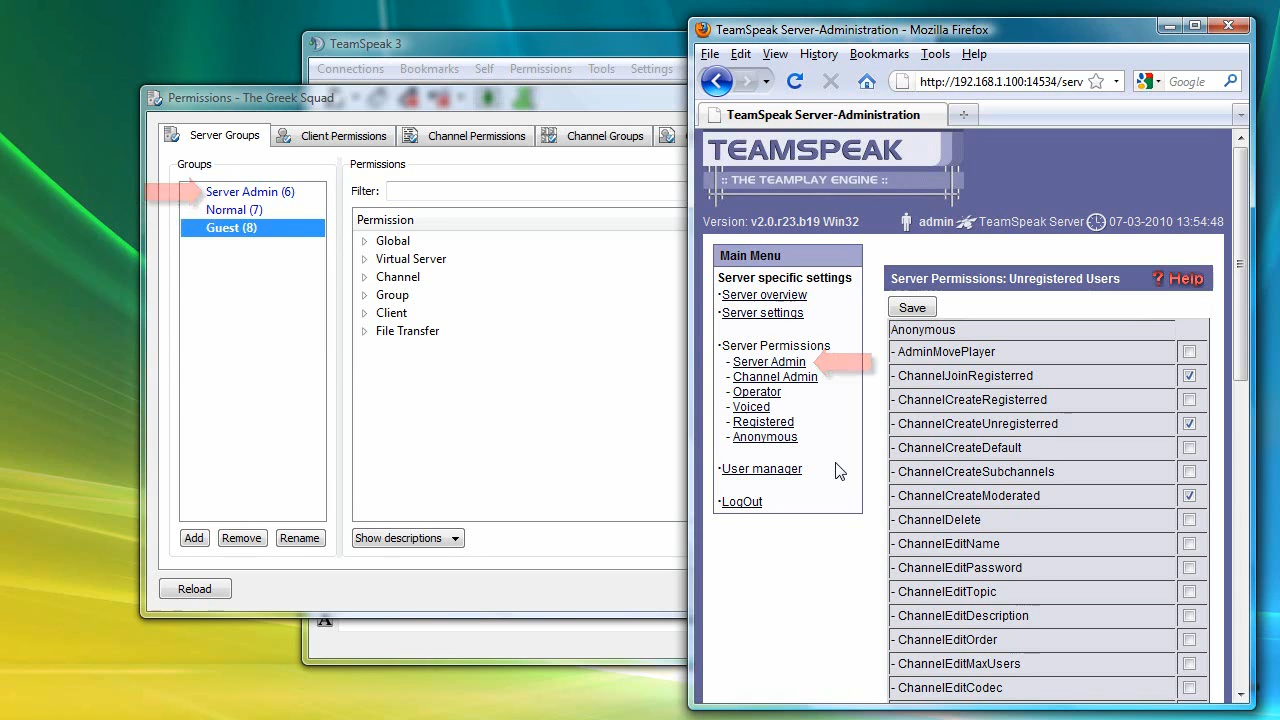 TeamSpeak 3
Connections Bookmarks Self Permissions Tools Settings
Permissions - The Greek Squad
Server Groups
Client Permissions
Channel Permissions
Channel Groups
Groups
Server Admin (6)
Normal (7)
Guest (8)
Add
Remove
Rename
Permissions
Filter:
Permission
Global
Virtual Server
Channel
Group
Client
File Transfer
Show descriptions
Reload
A
TeamSpeak Server-Administration - Mozilla Firefox
File Edit View History Bookmarks Tools Help
http://192.168.1.100:14534/serv
Google
TeamSpeak Server-Administration
TEAMSPEAK
:: THE TEAMPLAY ENGINE ::
Version: v2.0.r23.b19 Win32
admin
TeamSpeak Server
07-03-2010 13:54:48
Main Menu
Server specific settings
·Server overview
·Server settings
·Server Permissions
- Server Admin
- Channel Admin
- Operator
- Voiced
- Registered
- Anonymous
·User manager
·LogOut
Server Permissions: Unregistered Users
? Help
Save
Anonymous
- AdminMovePlayer
- ChannelJoinRegisterred
- ChannelCreateRegisterred
- ChannelCreateUnregisterred
- ChannelCreateDefault
- ChannelCreateSubchannels
- ChannelCreateModerated
- ChannelDelete
- ChannelEditName
- ChannelEditPassword
- ChannelEditTopic
- ChannelEditDescription
- ChannelEditOrder
- ChannelEditMaxUsers
- ChannelEditCodec